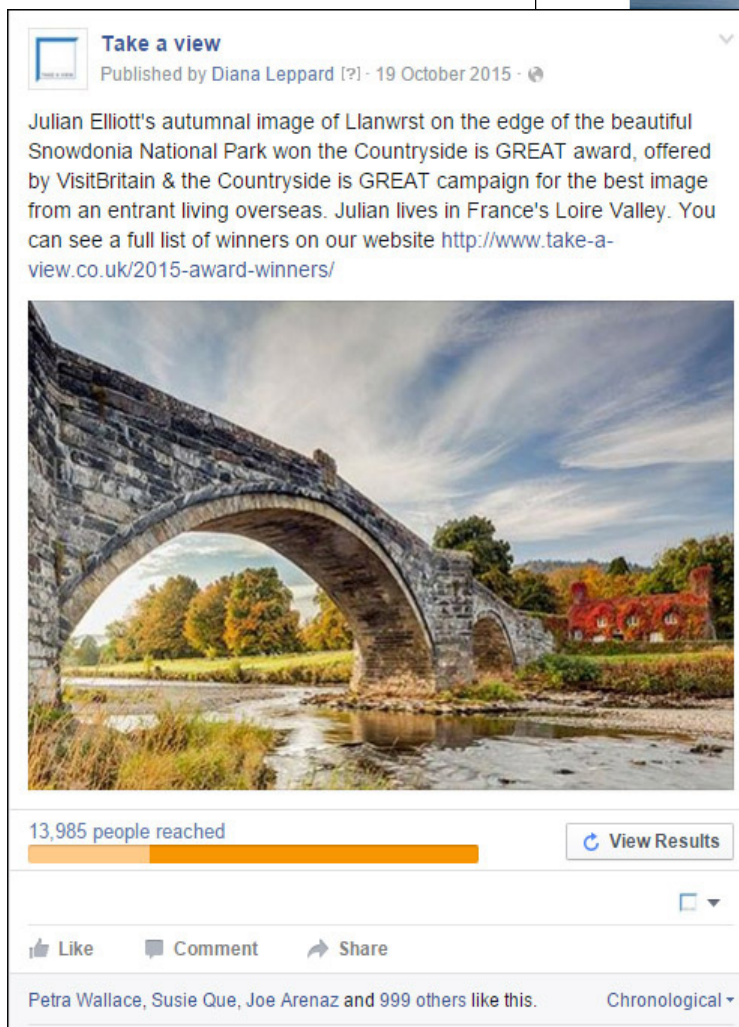 Take a view
Published by Diana Leppard [?] · 19 October 2015 ·
Julian Elliott's autumnal image of Llanwrst on the edge of the beautiful
Snowdonia National Park won the Countryside is GREAT award, offered
by VisitBritain & the Countryside is GREAT campaign for the best image
from an entrant living overseas. Julian lives in France's Loire Valley. You
can see a full list of winners on our website http://www.take-a-
view.co.uk/2015-award-winners/
13,985 people reached
View Results
Like Comment Share
Petra Wallace, Susie Que, Joe Arenaz and 999 others like this. Chronological